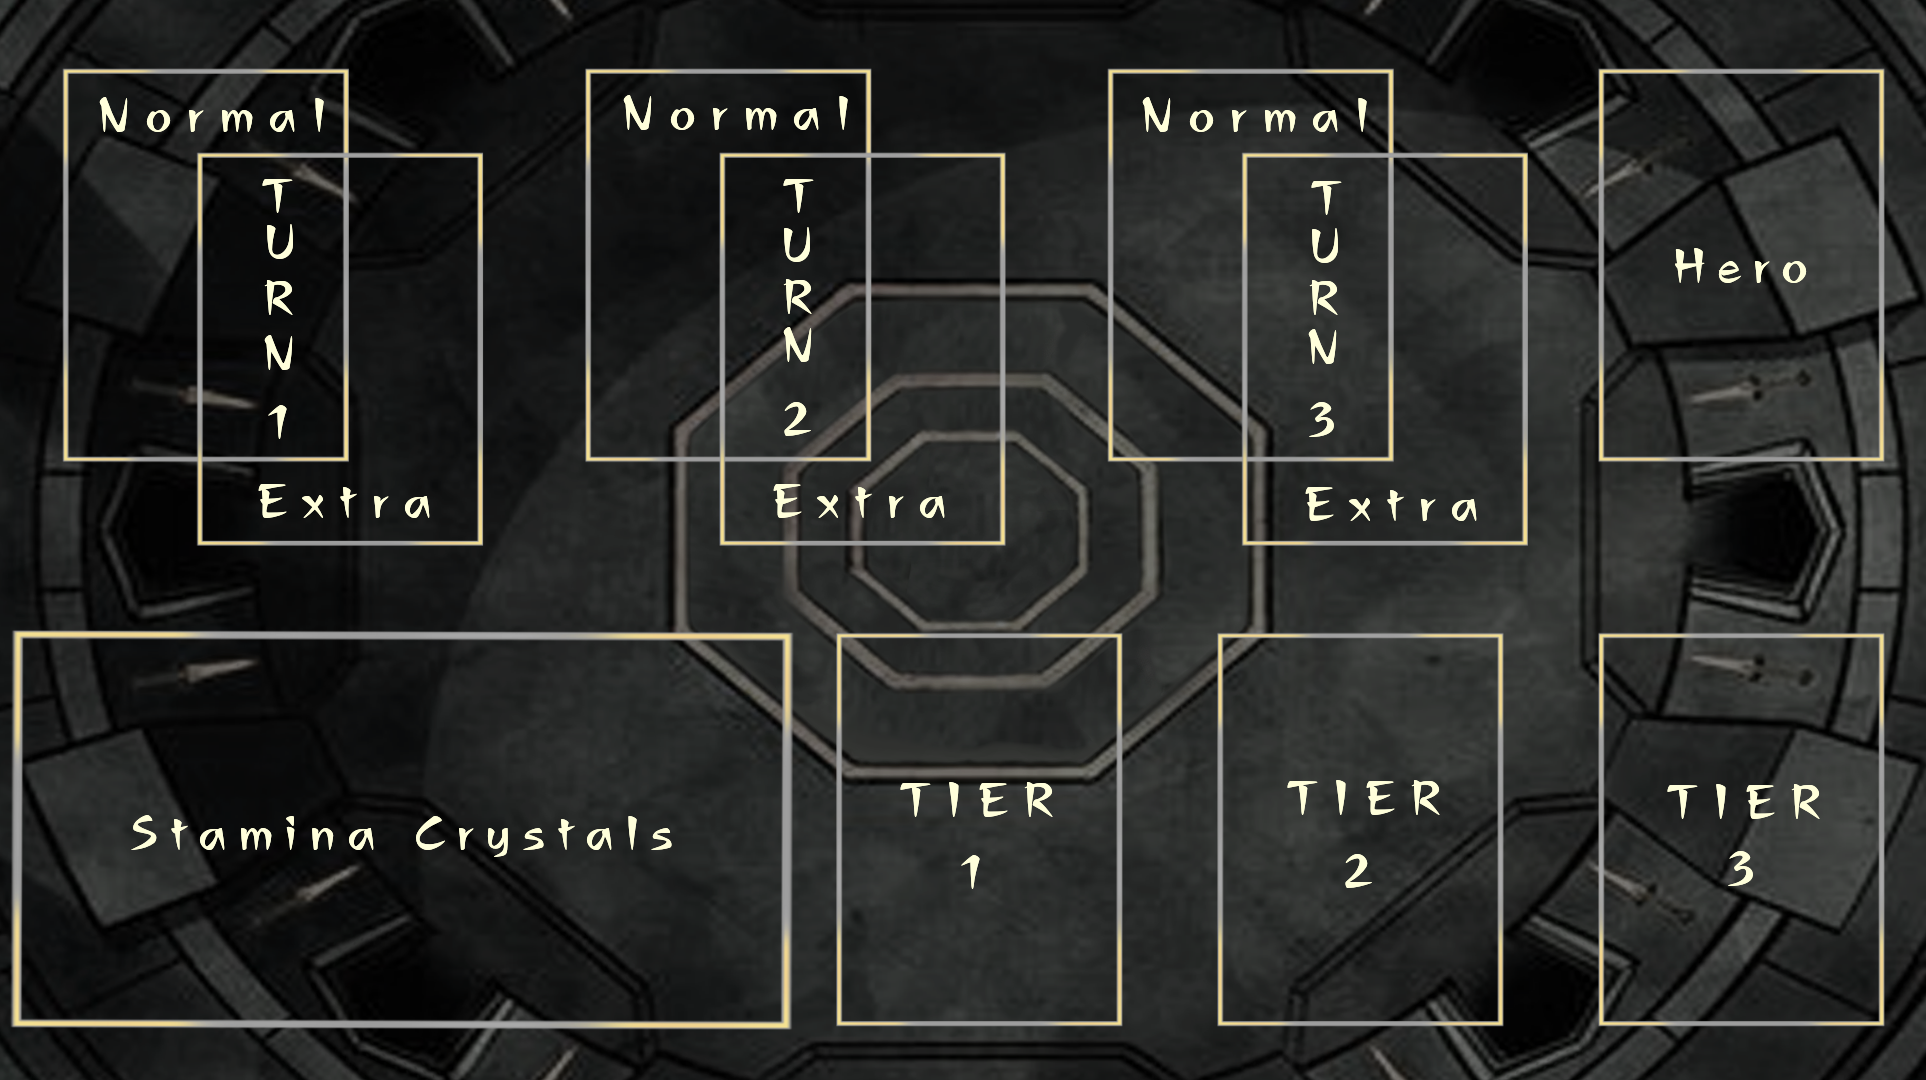 Normal
TURN 1
Extra
Normal
TURN 2
Extra
Normal
TURN 3
Extra
Hero
Stamina Crystals
TIER
1
TIER
2
TIER
3